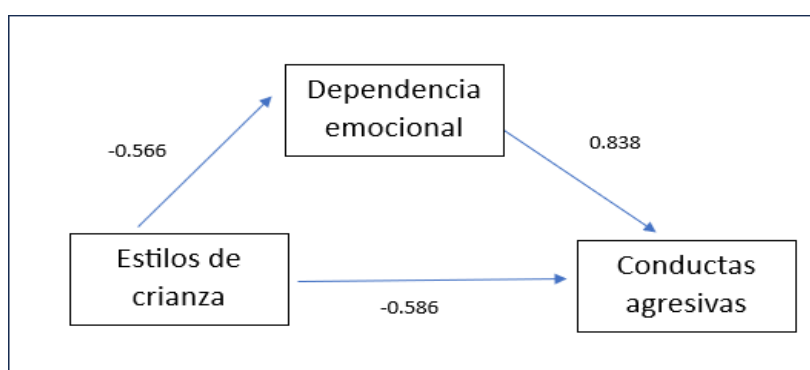 Dependencia
emocional
-0.566
0.838
Estilos de
crianza
Conductas
agresivas
-0.586